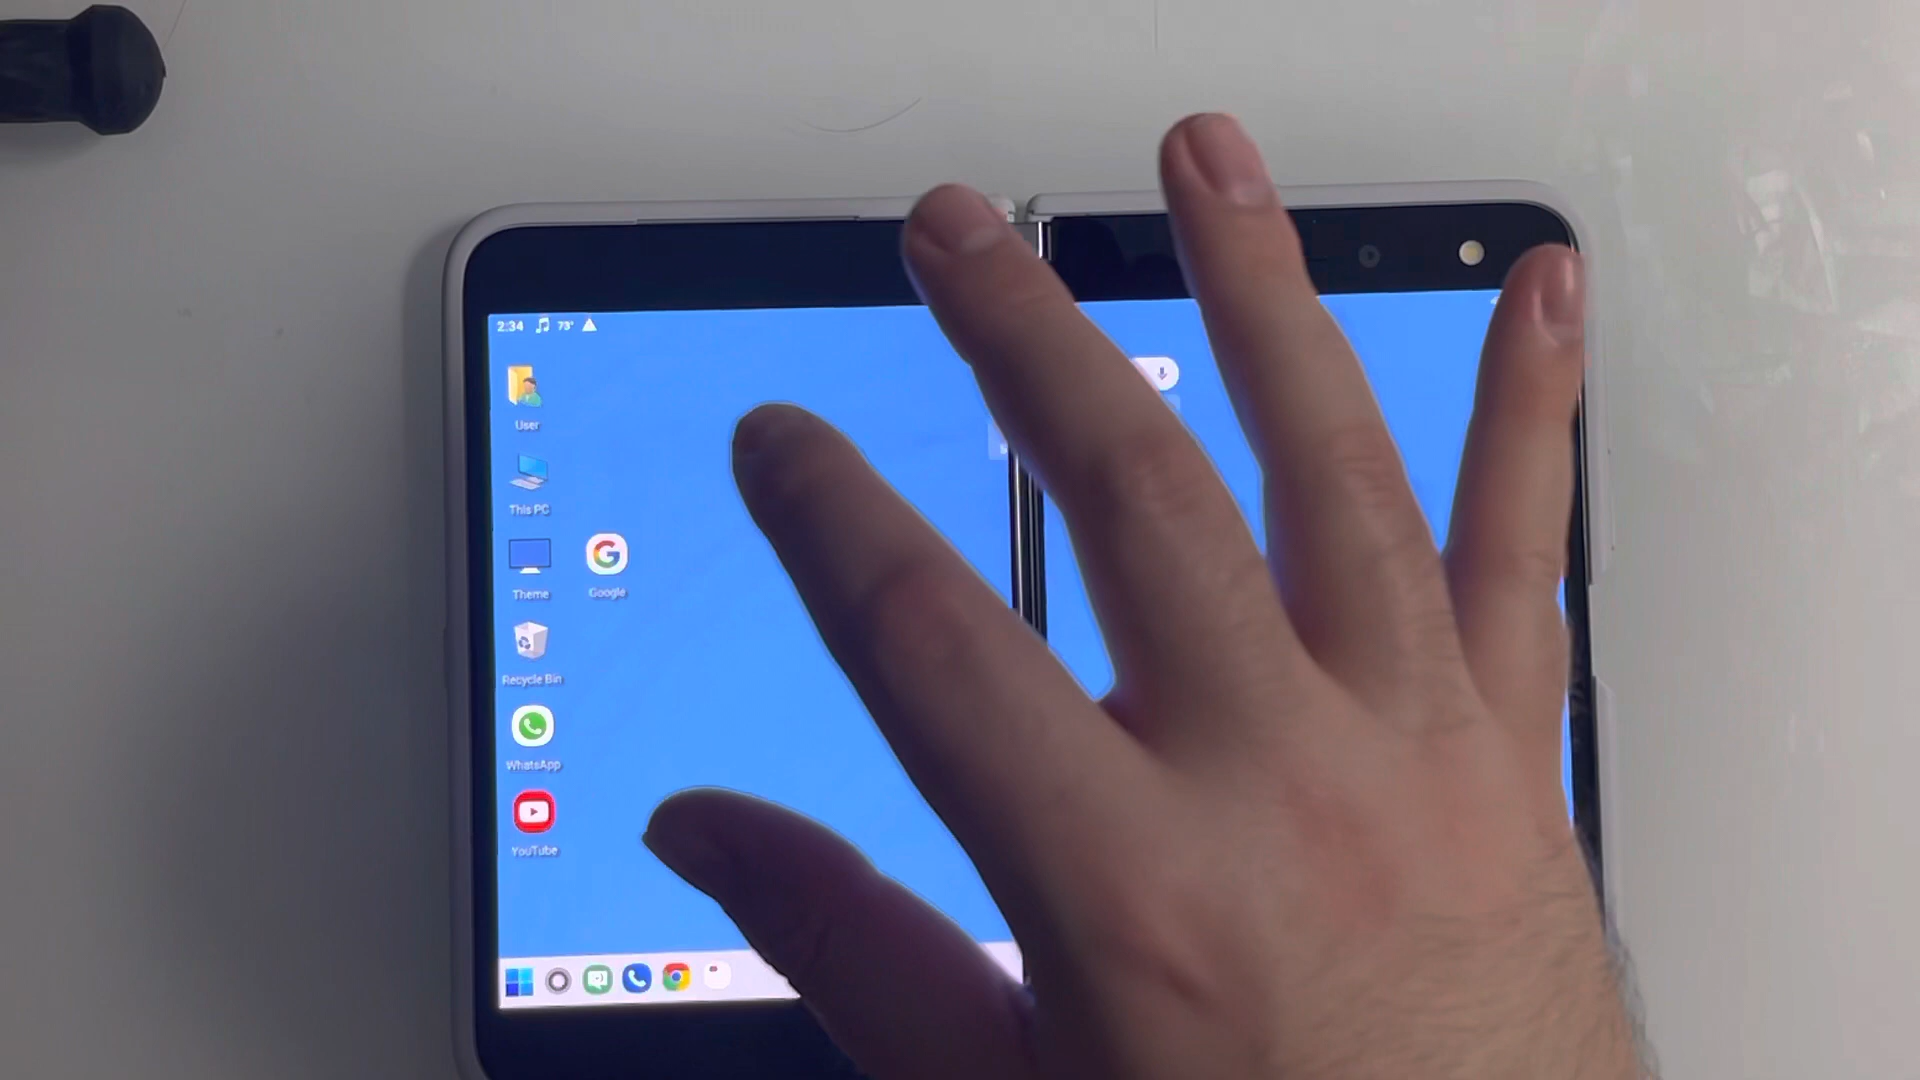 2:34 73°
User
This PC
Theme
Google
Recycle Bin
WhatsApp
YouTube